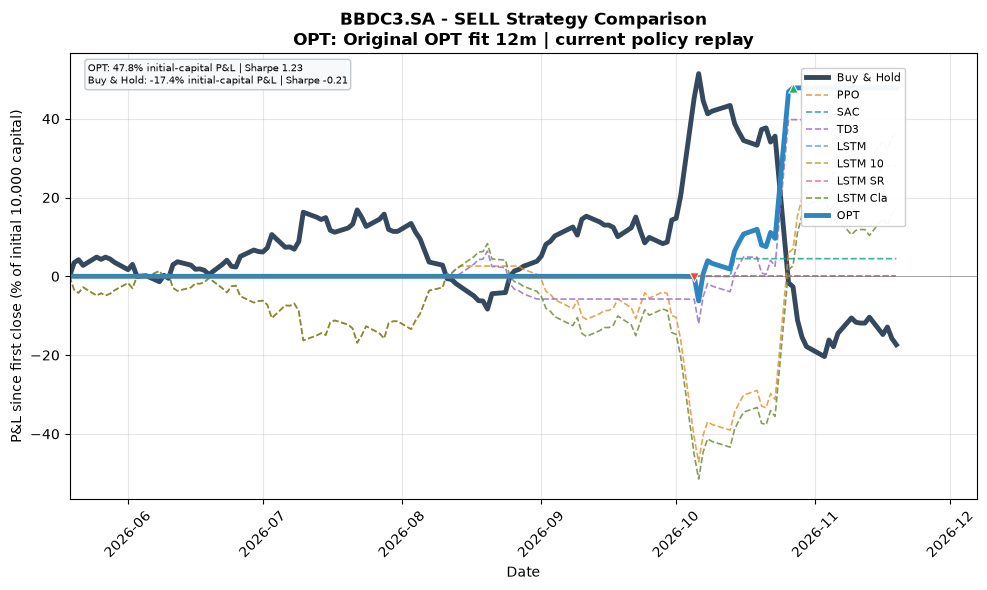 BBDC3.SA - SELL Strategy Comparison
OPT: Original OPT fit 12m | current policy replay
OPT: 47.8% initial-capital P&L | Sharpe 1.23
Buy & Hold: -17.4% initial-capital P&L | Sharpe -0.21
Buy & Hold
PPO
SAC
TD3
LSTM
LSTM 10
LSTM SR
LSTM Cla
OPT
P&L since first close (% of initial 10,000 capital)
40
20
0
−20
−40
2026-06
2026-07
2026-08
2026-09
2026-10
2026-11
2026-12
Date